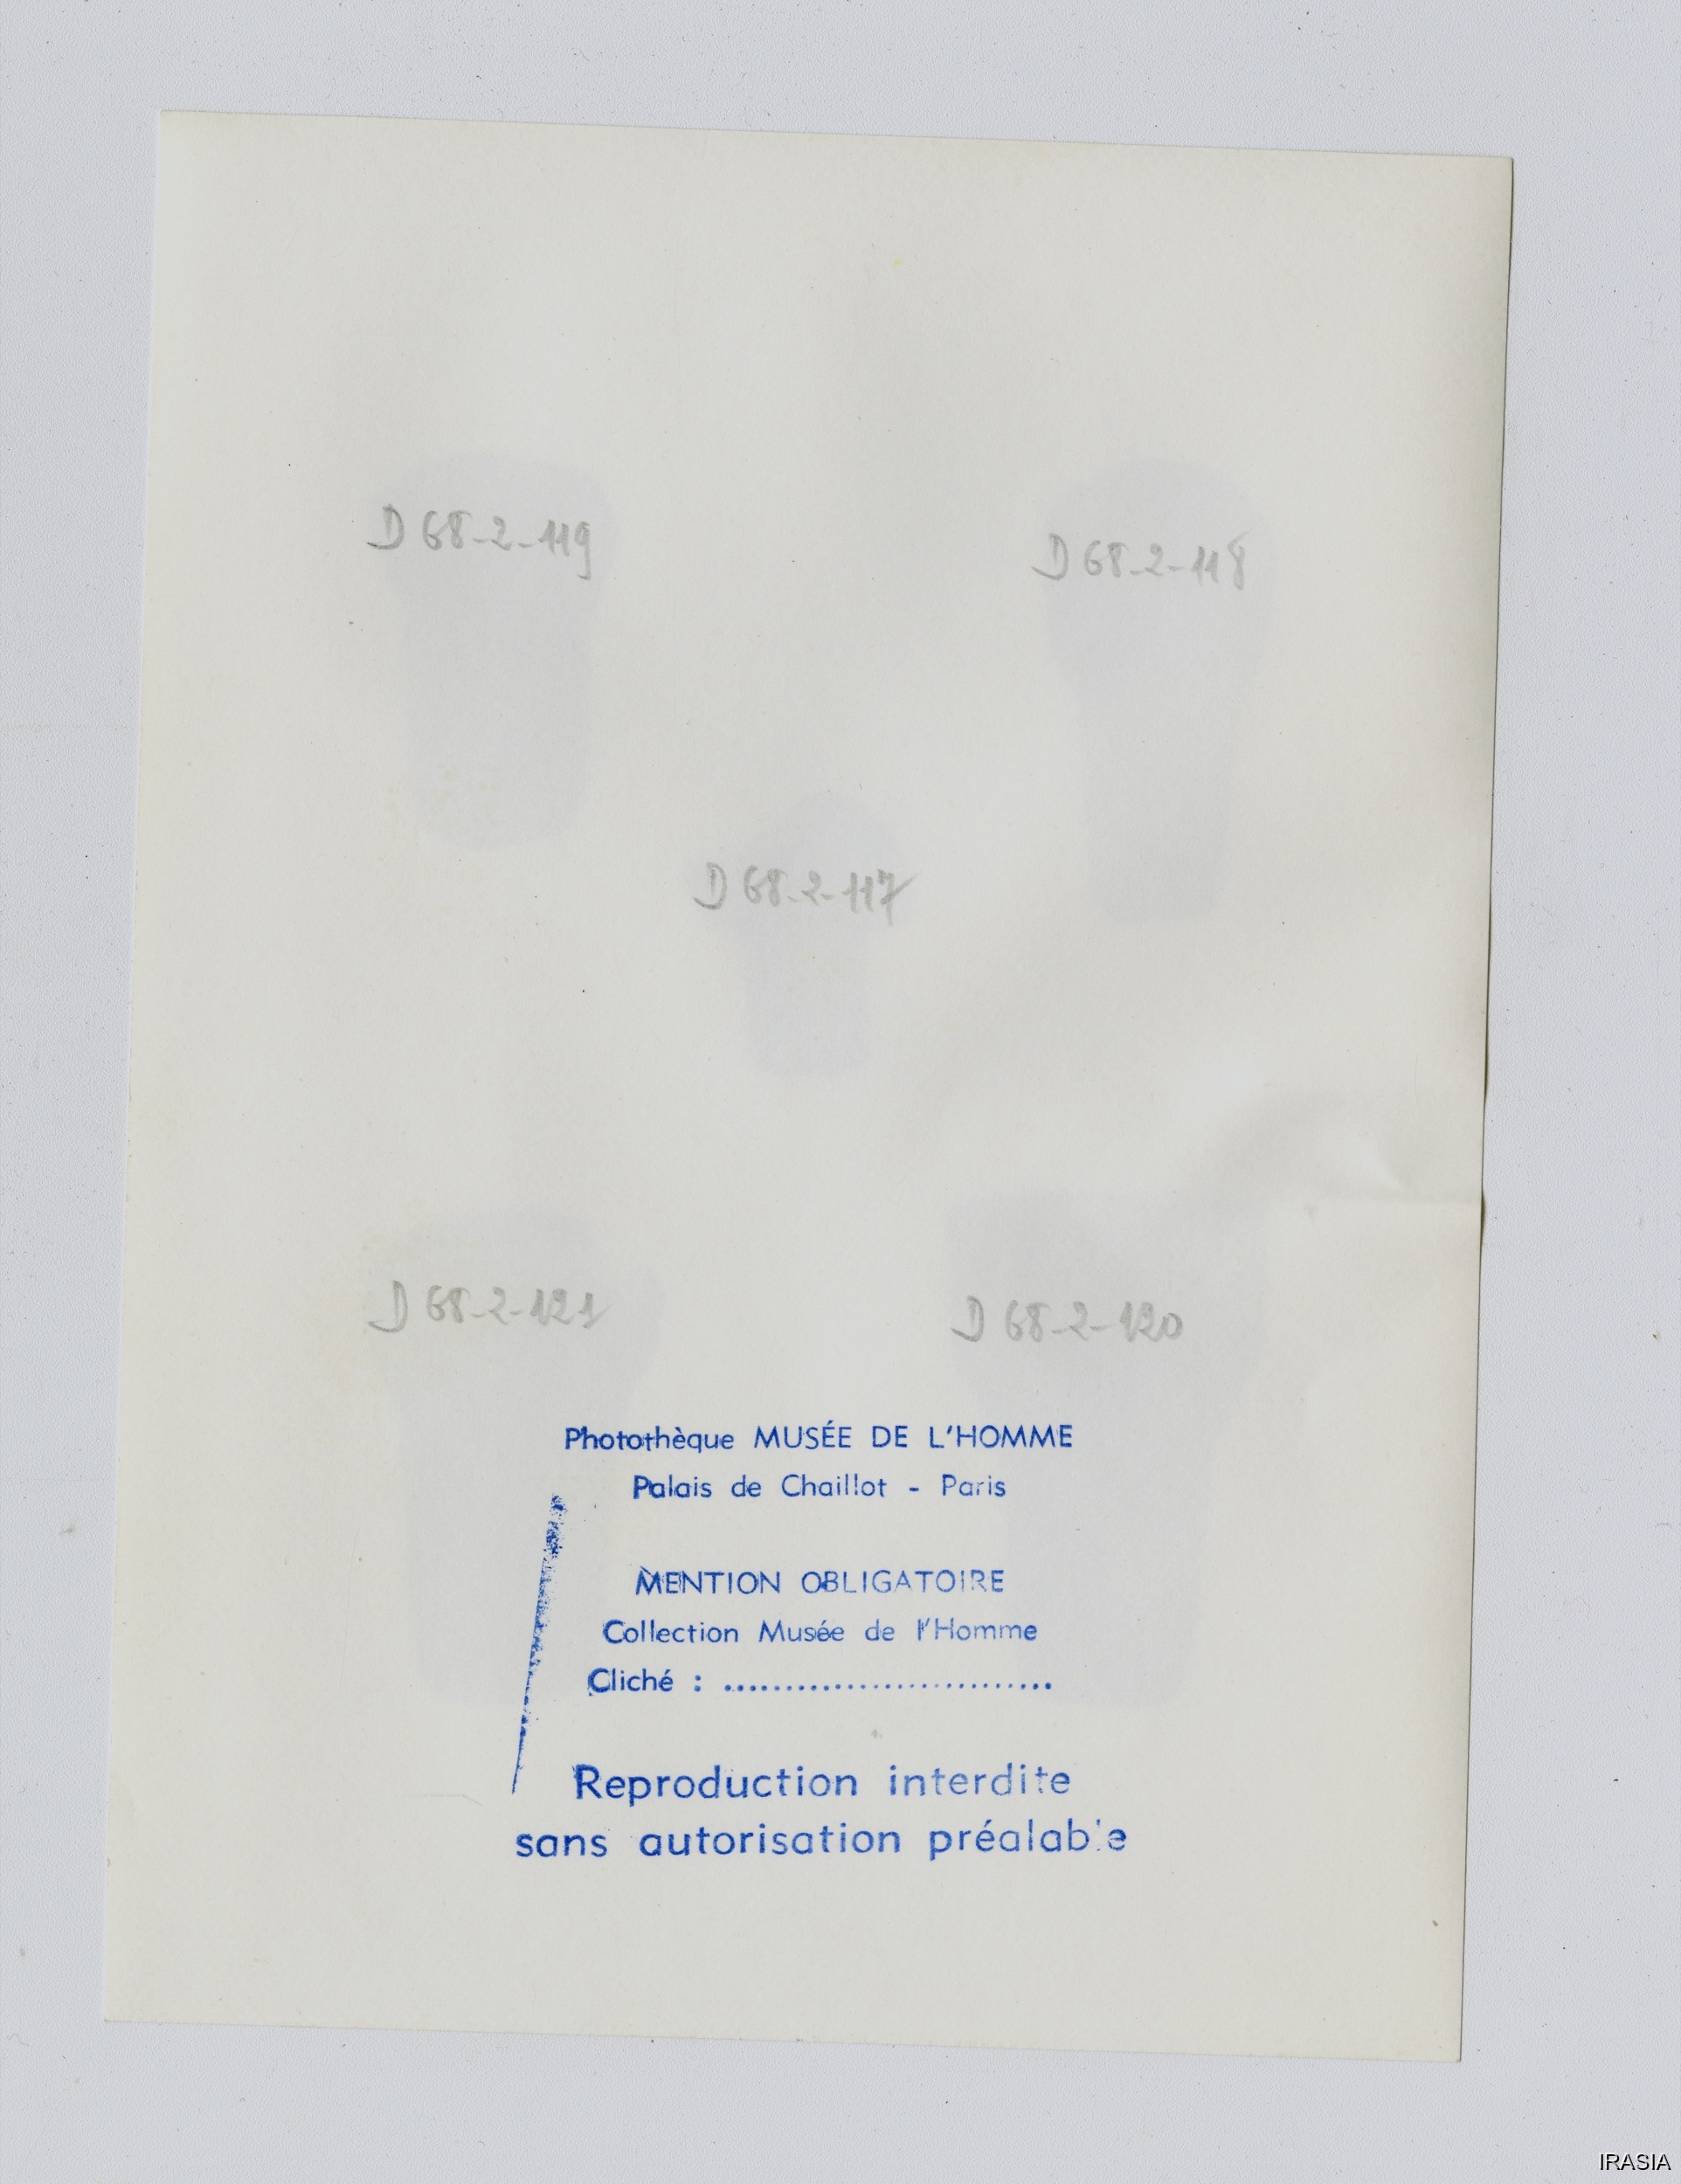 D 68-2-119
D 68-2-118
D 68-2-117
D 68-2-121
D 68-2-120
Photothèque MUSÉE DE L'HOMME
Palais de Chaillot - Paris
MENTION OBLIGATOIRE
Collection Musée de l'Homme
Cliché : ...........................
Reproduction interdite
sans autorisation préalable
IRASIA